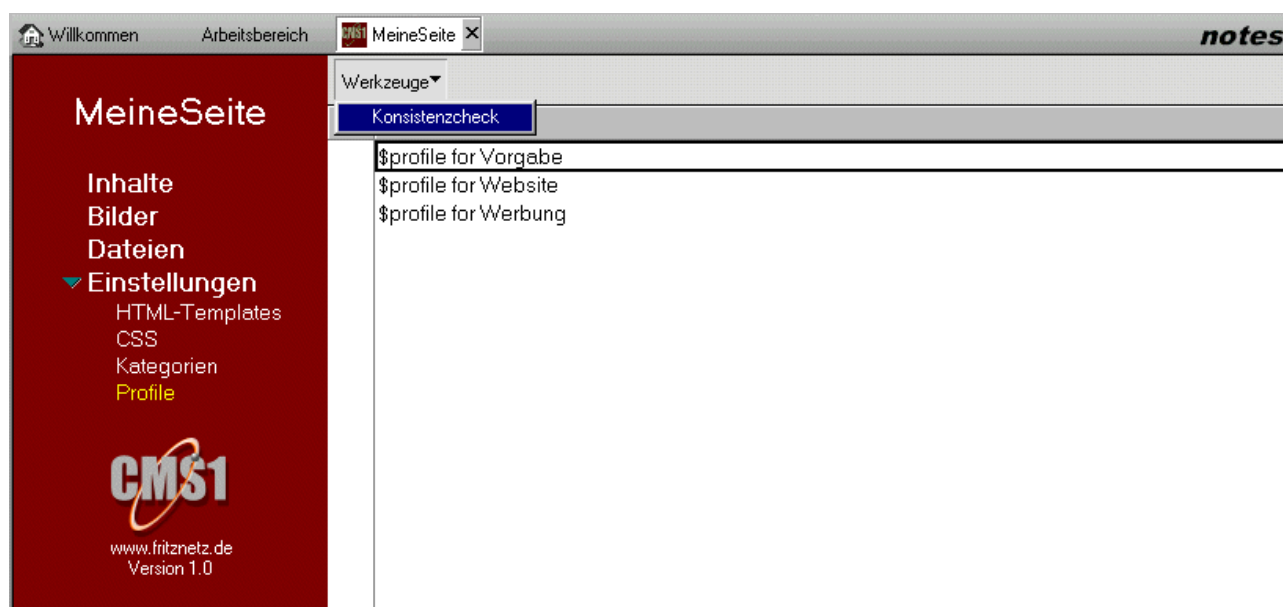 Willkommen Arbeitsbereich MeineSeite notes
Werkzeuge
Konsistenzcheck
MeineSeite
Inhalte
Bilder
Dateien
Einstellungen
HTML-Templates
CSS
Kategorien
Profile
CMS1
www.fritznetz.de
Version 1.0
$profile for Vorgabe
$profile for Website
$profile for Werbung